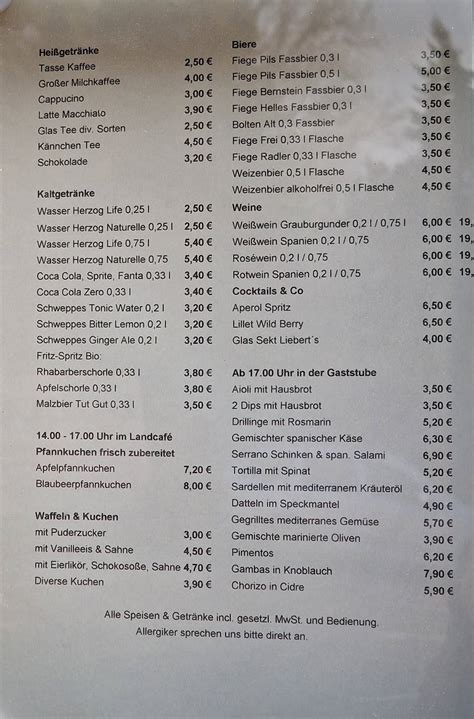 Heißgetränke
Tasse Kaffee 2,50 €
Großer Milchkaffee 4,00 €
Cappucino 3,00 €
Latte Macchialo 3,90 €
Glas Tee div. Sorten 2,50 €
Kännchen Tee 4,50 €
Schokolade 3,20 €
Kaltgetränke
Wasser Herzog Life 0,25 l 2,50 €
Wasser Herzog Naturelle 0,25 l 2,50 €
Wasser Herzog Life 0,75 l 5,40 €
Wasser Herzog Naturelle 0,75 5,40 €
Coca Cola, Sprite, Fanta 0,33 l 3,40 €
Coca Cola Zero 0,33 l 3,40 €
Schweppes Tonic Water 0,2 l 3,20 €
Schweppes Bitter Lemon 0,2 l 3,20 €
Schweppes Ginger Ale 0,2 l 3,20 €
Fritz-Spritz Bio:
Rhabarberschorle 0,33 l 3,80 €
Apfelschorle 0,33 l 3,80 €
Malzbier Tut Gut 0,33 l 3,50 €
14.00 - 17.00 Uhr im Landcafé
Pfannkuchen frisch zubereitet
Apfelpfannkuchen 7,20 €
Blaubeerpfannkuchen 8,00 €
Waffeln & Kuchen
mit Puderzucker 3,00 €
mit Vanilleeis & Sahne 4,50 €
mit Eierlikör, Schokosoße, Sahne 4,70 €
Diverse Kuchen 3,90 €
Biere
Fiege Pils Fassbier 0,3 l 3,50 €
Fiege Pils Fassbier 0,5 l 5,00 €
Fiege Bernstein Fassbier 0,3 l 3,50 €
Fiege Helles Fassbier 0,3 l 3,50 €
Bolten Alt 0,3 Fassbier 3,50 €
Fiege Frei 0,33 l Flasche 3,50 €
Fiege Radler 0,33 l Flasche 3,50 €
Weizenbier 0,5 l Flasche 4,50 €
Weizenbier alkoholfrei 0,5 l Flasche 4,50 €
Weine
Weißwein Grauburgunder 0,2 l / 0,75 l 6,00 € 19,
Weißwein Spanien 0,2 l / 0,75 l 6,00 € 19,
Roséwein 0,2 l / 0,75 l 6,00 € 19,
Rotwein Spanien 0,2 l / 0,75 l 6,00 € 19,
Cocktails & Co
Aperol Spritz 6,50 €
Lillet Wild Berry 6,50 €
Glas Sekt Liebert´s 4,00 €
Ab 17.00 Uhr in der Gaststube
Aioli mit Hausbrot 3,50 €
2 Dips mit Hausbrot 3,50 €
Drillinge mit Rosmarin 5,20 €
Gemischter spanischer Käse 6,30 €
Serrano Schinken & span. Salami 6,90 €
Tortilla mit Spinat 5,20 €
Sardellen mit mediterranem Kräuteröl 6,20 €
Datteln im Speckmantel 4,90 €
Gegrilltes mediterranes Gemüse 5,70 €
Gemischte marinierte Oliven 3,90 €
Pimentos 6,20 €
Gambas in Knoblauch 7,90 €
Chorizo in Cidre 5,90 €
Alle Speisen & Getränke incl. gesetzl. MwSt. und Bedienung.
Allergiker sprechen uns bitte direkt an.